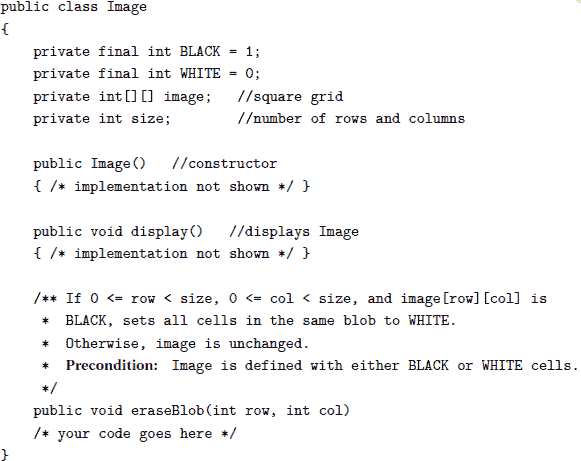 public class Image
{
private final int BLACK = 1;
private final int WHITE = 0;
private int[][] image; //square grid
private int size; //number of rows and columns
public Image() //constructor
{ /* implementation not shown */ }
public void display() //displays Image
{ /* implementation not shown */ }
/** If 0 <= row < size, 0 <= col < size, and image[row][col] is
* BLACK, sets all cells in the same blob to WHITE.
* Otherwise, image is unchanged.
* Precondition: Image is defined with either BLACK or WHITE cells.
*/
public void eraseBlob(int row, int col)
/* your code goes here */
}